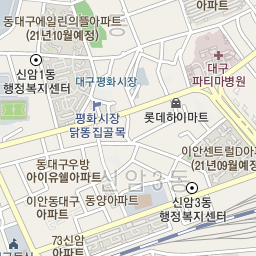 아파트
동대구에일린의뜰아파트
(21년10월예정)
신암1동
행정복지센터
대구평화시장
대구
파티마병원
평화시장
닭똥집골목
롯데하이마트
이안센트럴D아파
(21년09월예정)
동대구우방
아이유쉘아파트
신암3동
이안동대구
아파트
동양아파트
신암3동
행정복지센터
73신암
아파트